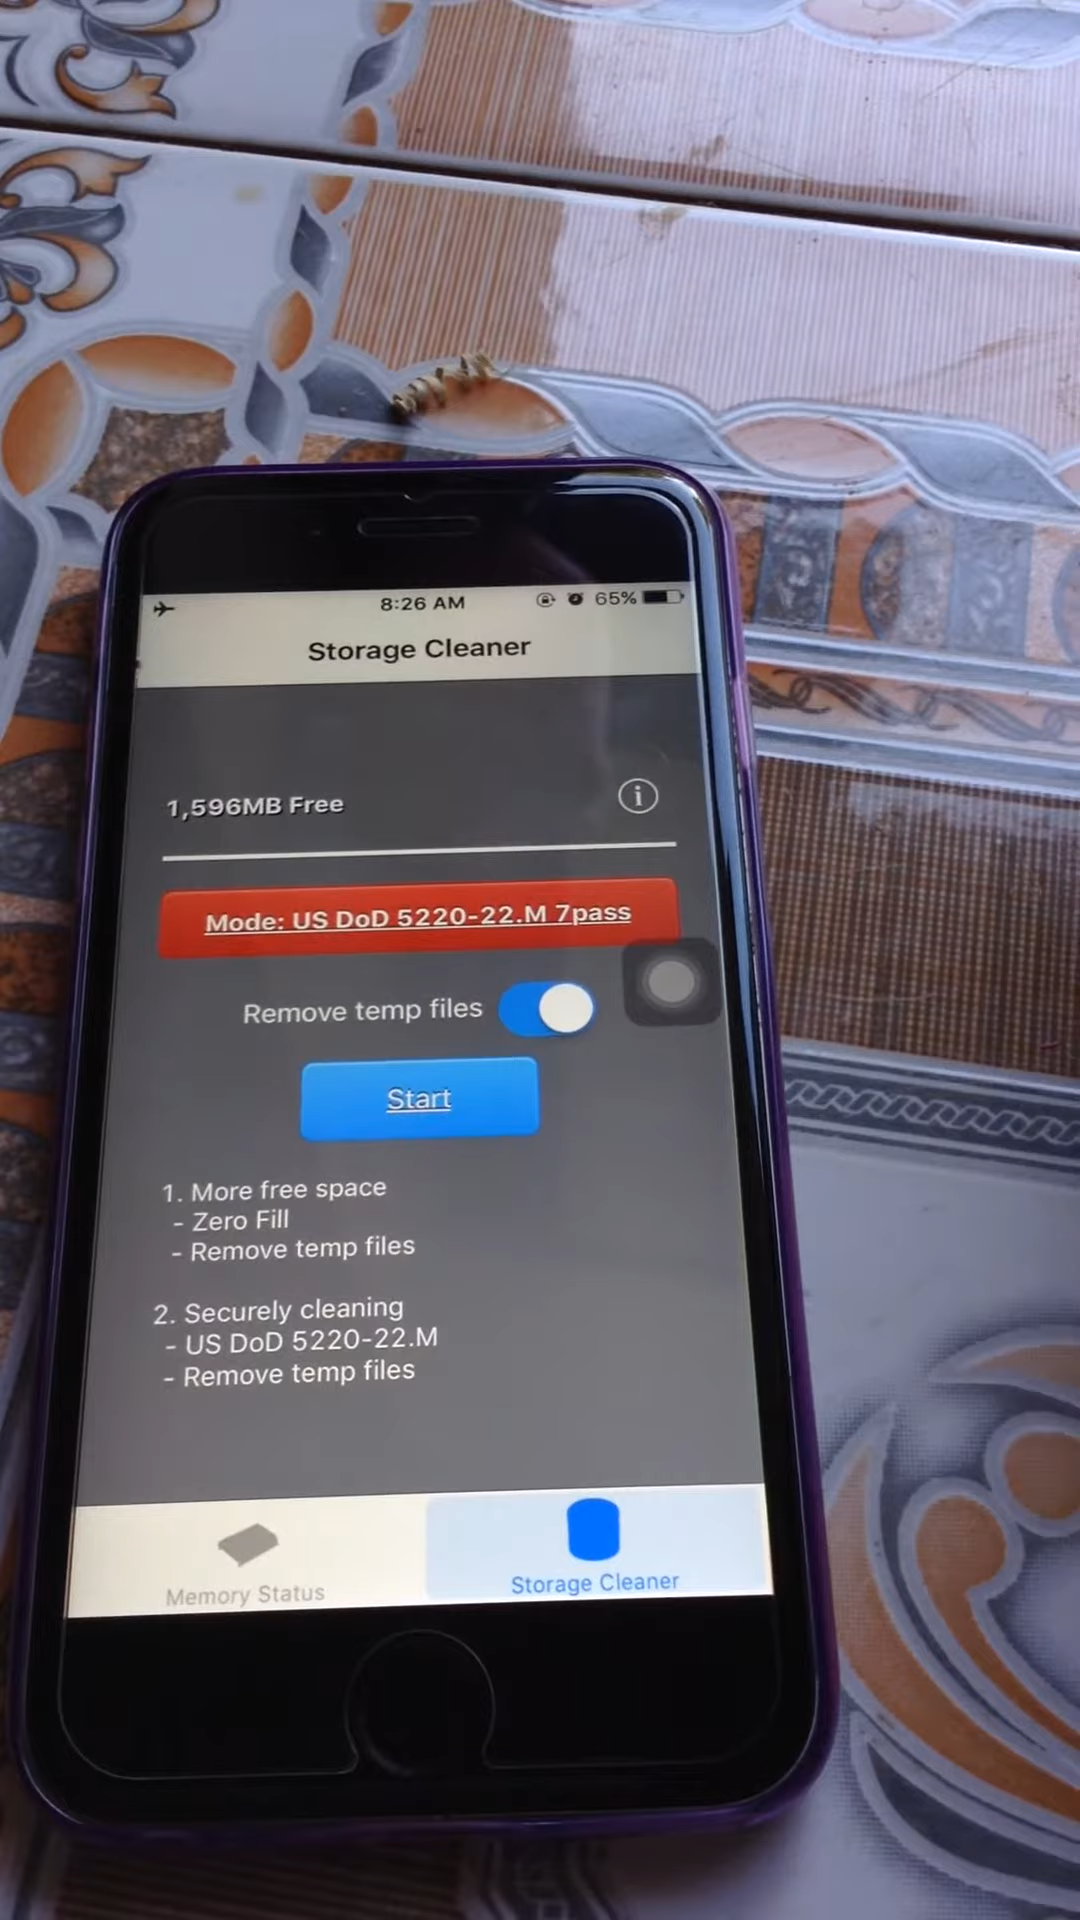 8:26 AM
65%
Storage Cleaner
1,596MB Free
i
Mode: US DoD 5220-22.M 7pass
Remove temp files
Start
1. More free space
- Zero Fill
- Remove temp files
2. Securely cleaning
- US DoD 5220-22.M
- Remove temp files
Memory Status
Storage Cleaner